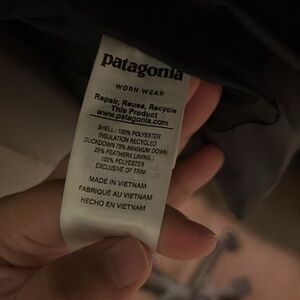 patagonia
WORN WEAR
Repair, Reuse, Recycle
This Product
www.patagonia.com
SHELL : 100% POLYESTER
INSULATION RECYCLED
DUCKDOWN 75% MINIMUM DOWN
25% FEATHERS LINING :
100% POLYESTER
EXCLUSIVE OF TRIM
MADE IN VIETNAM
FABRIQUÉ AU VIETNAM
HECHO EN VIETNAM